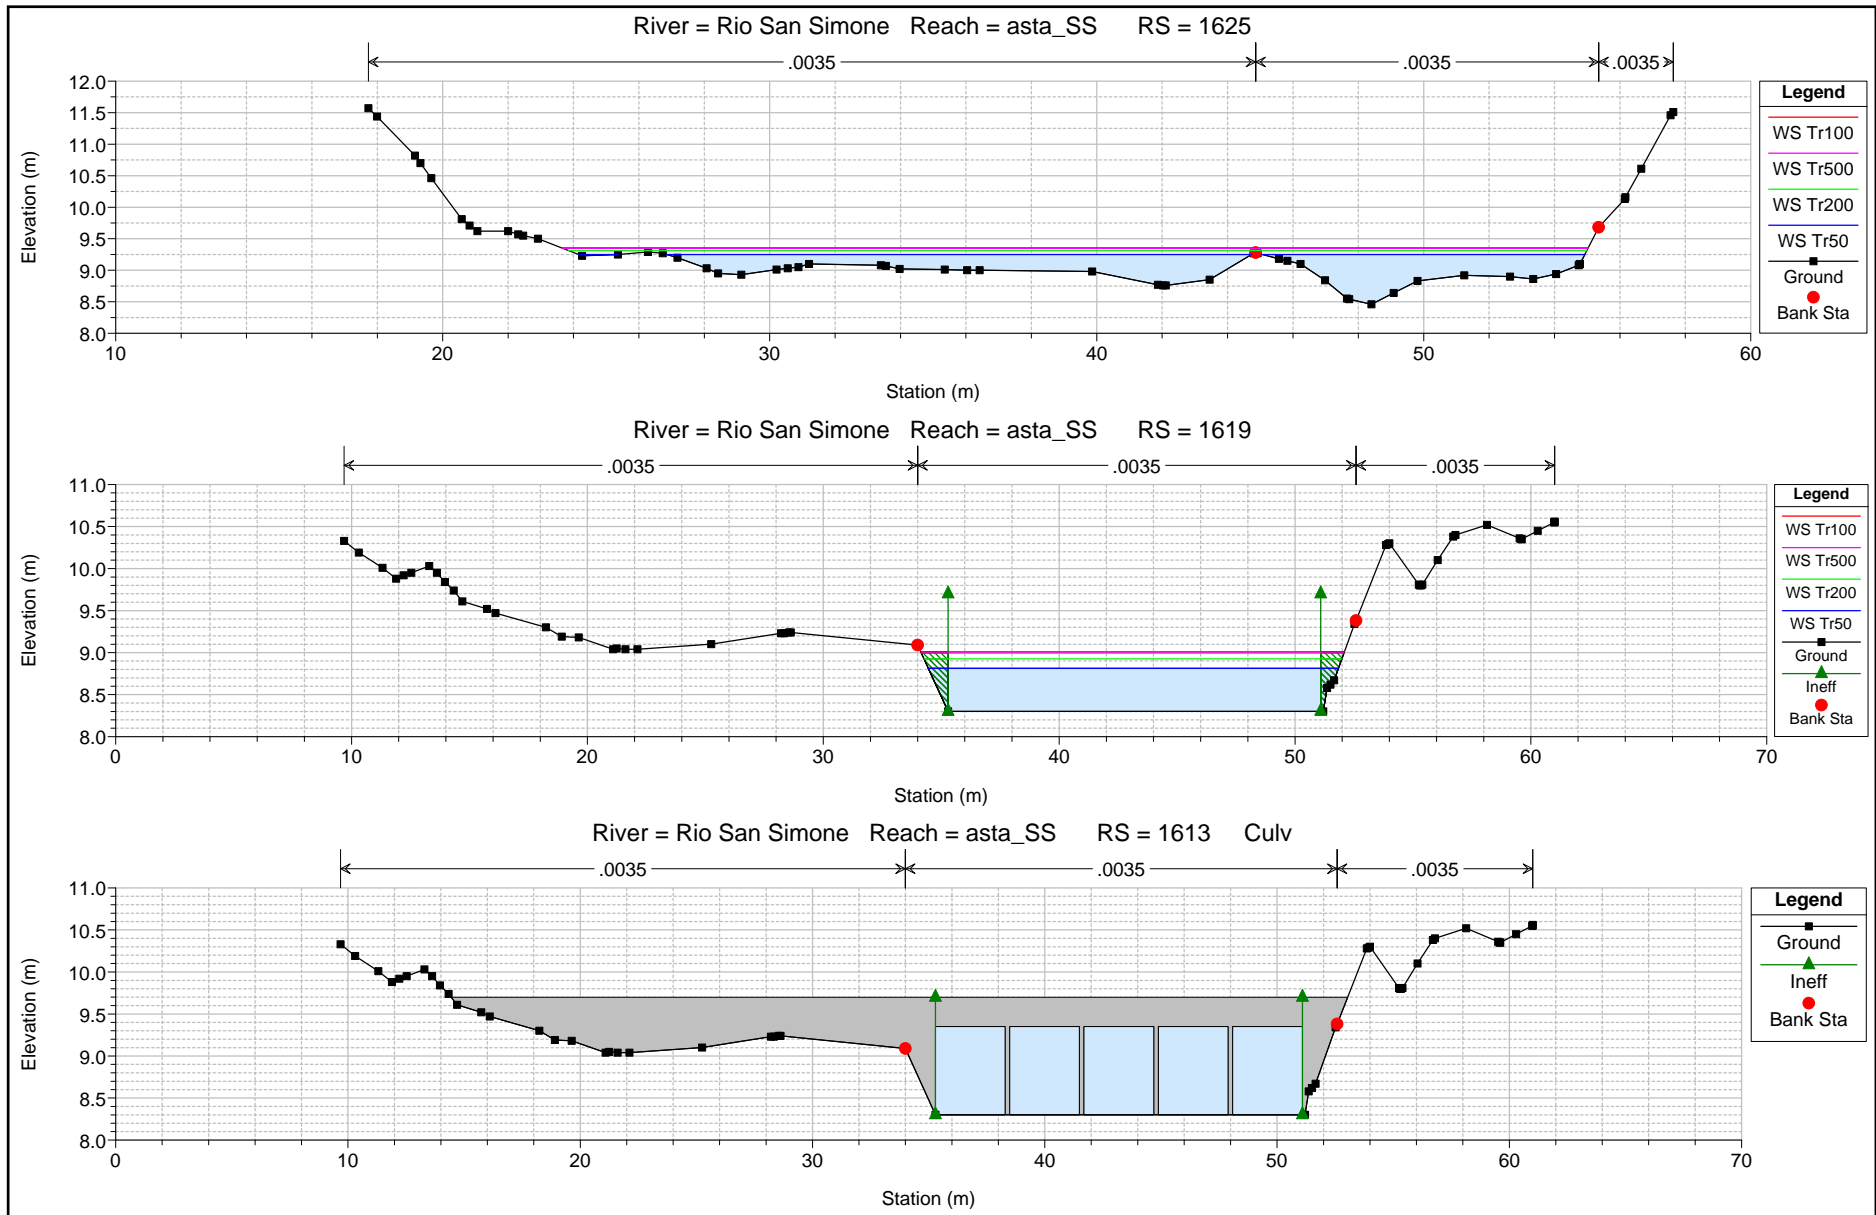 River = Rio San Simone Reach = asta_SS RS = 1625
.0035 .0035 .0035
12.0
11.5
11.0
10.5
10.0
9.5
9.0
8.5
8.0
Elevation (m)
10 20 30 40 50 60
Station (m)
Legend
WS Tr100
WS Tr500
WS Tr200
WS Tr50
Ground
Bank Sta
River = Rio San Simone Reach = asta_SS RS = 1619
.0035 .0035 .0035
11.0
10.5
10.0
9.5
9.0
8.5
8.0
Elevation (m)
0 10 20 30 40 50 60 70
Station (m)
Legend
WS Tr100
WS Tr500
WS Tr200
WS Tr50
Ground
Ineff
Bank Sta
River = Rio San Simone Reach = asta_SS RS = 1613 Culv
.0035 .0035 .0035
11.0
10.5
10.0
9.5
9.0
8.5
8.0
Elevation (m)
0 10 20 30 40 50 60 70
Station (m)
Legend
Ground
Ineff
Bank Sta